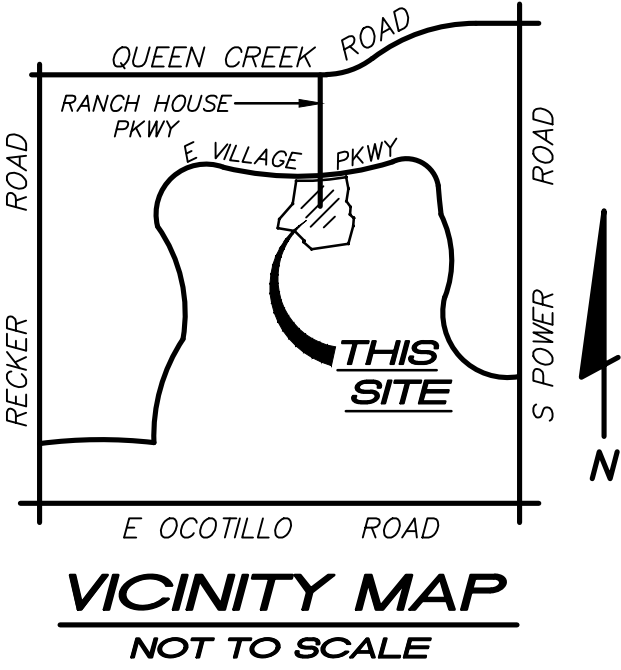 QUEEN CREEK ROAD
RANCH HOUSE
PKWY
E VILLAGE PKWY
RECKER ROAD
S POWER ROAD
THIS
SITE
N
E OCOTILLO ROAD
VICINITY MAP
NOT TO SCALE